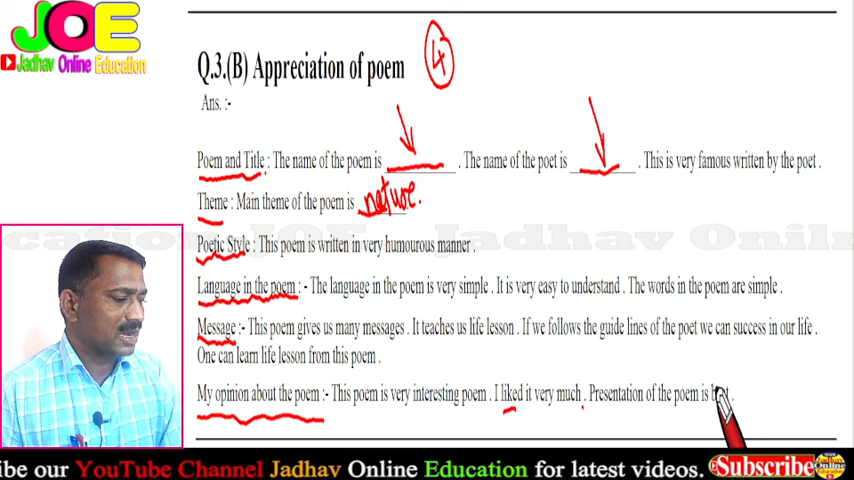 JOE
Jadhav Online Education
Q.3.(B) Appreciation of poem 4
Ans. :-
Poem and Title : The name of the poem is ________ . The name of the poet is ________ . This is very famous written by the poet .
Theme : Main theme of the poem is nature.
cation JOE Jadhav Onilne
Poetic Style : This poem is written in very humourous manner .
Language in the poem : - The language in the poem is very simple . It is very easy to understand . The words in the poem are simple .
Message :- This poem gives us many messages . It teaches us life lesson . If we follows the guide lines of the poet we can success in our life .
One can learn life lesson from this poem .
My opinion about the poem :- This poem is very interesting poem . I liked it very much . Presentation of the poem is
ibe our YouTube Channel Jadhav Online Education for latest videos. Subscribe